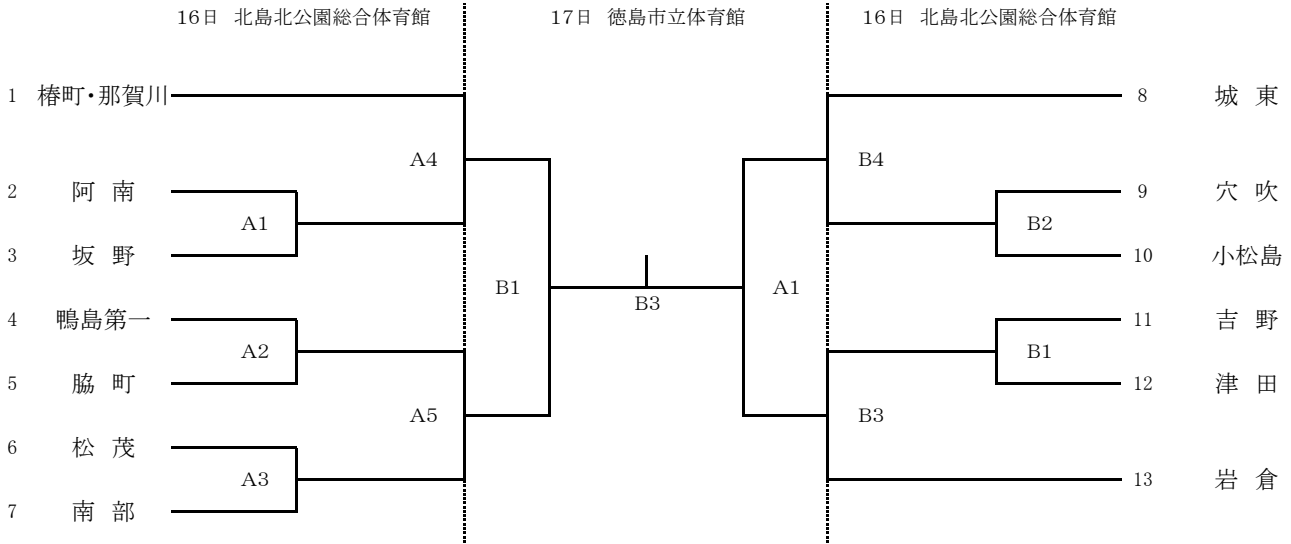 16日 北島北公園総合体育館
17日 徳島市立体育館
16日 北島北公園総合体育館
1 椿町・那賀川
8 城東
A4
B4
2 阿南
9 穴吹
A1
B2
3 坂野
10 小松島
B1
B3
A1
4 鴨島第一
11 吉野
A2
B1
5 脇町
12 津田
A5
B3
6 松茂
A3
13 岩倉
7 南部